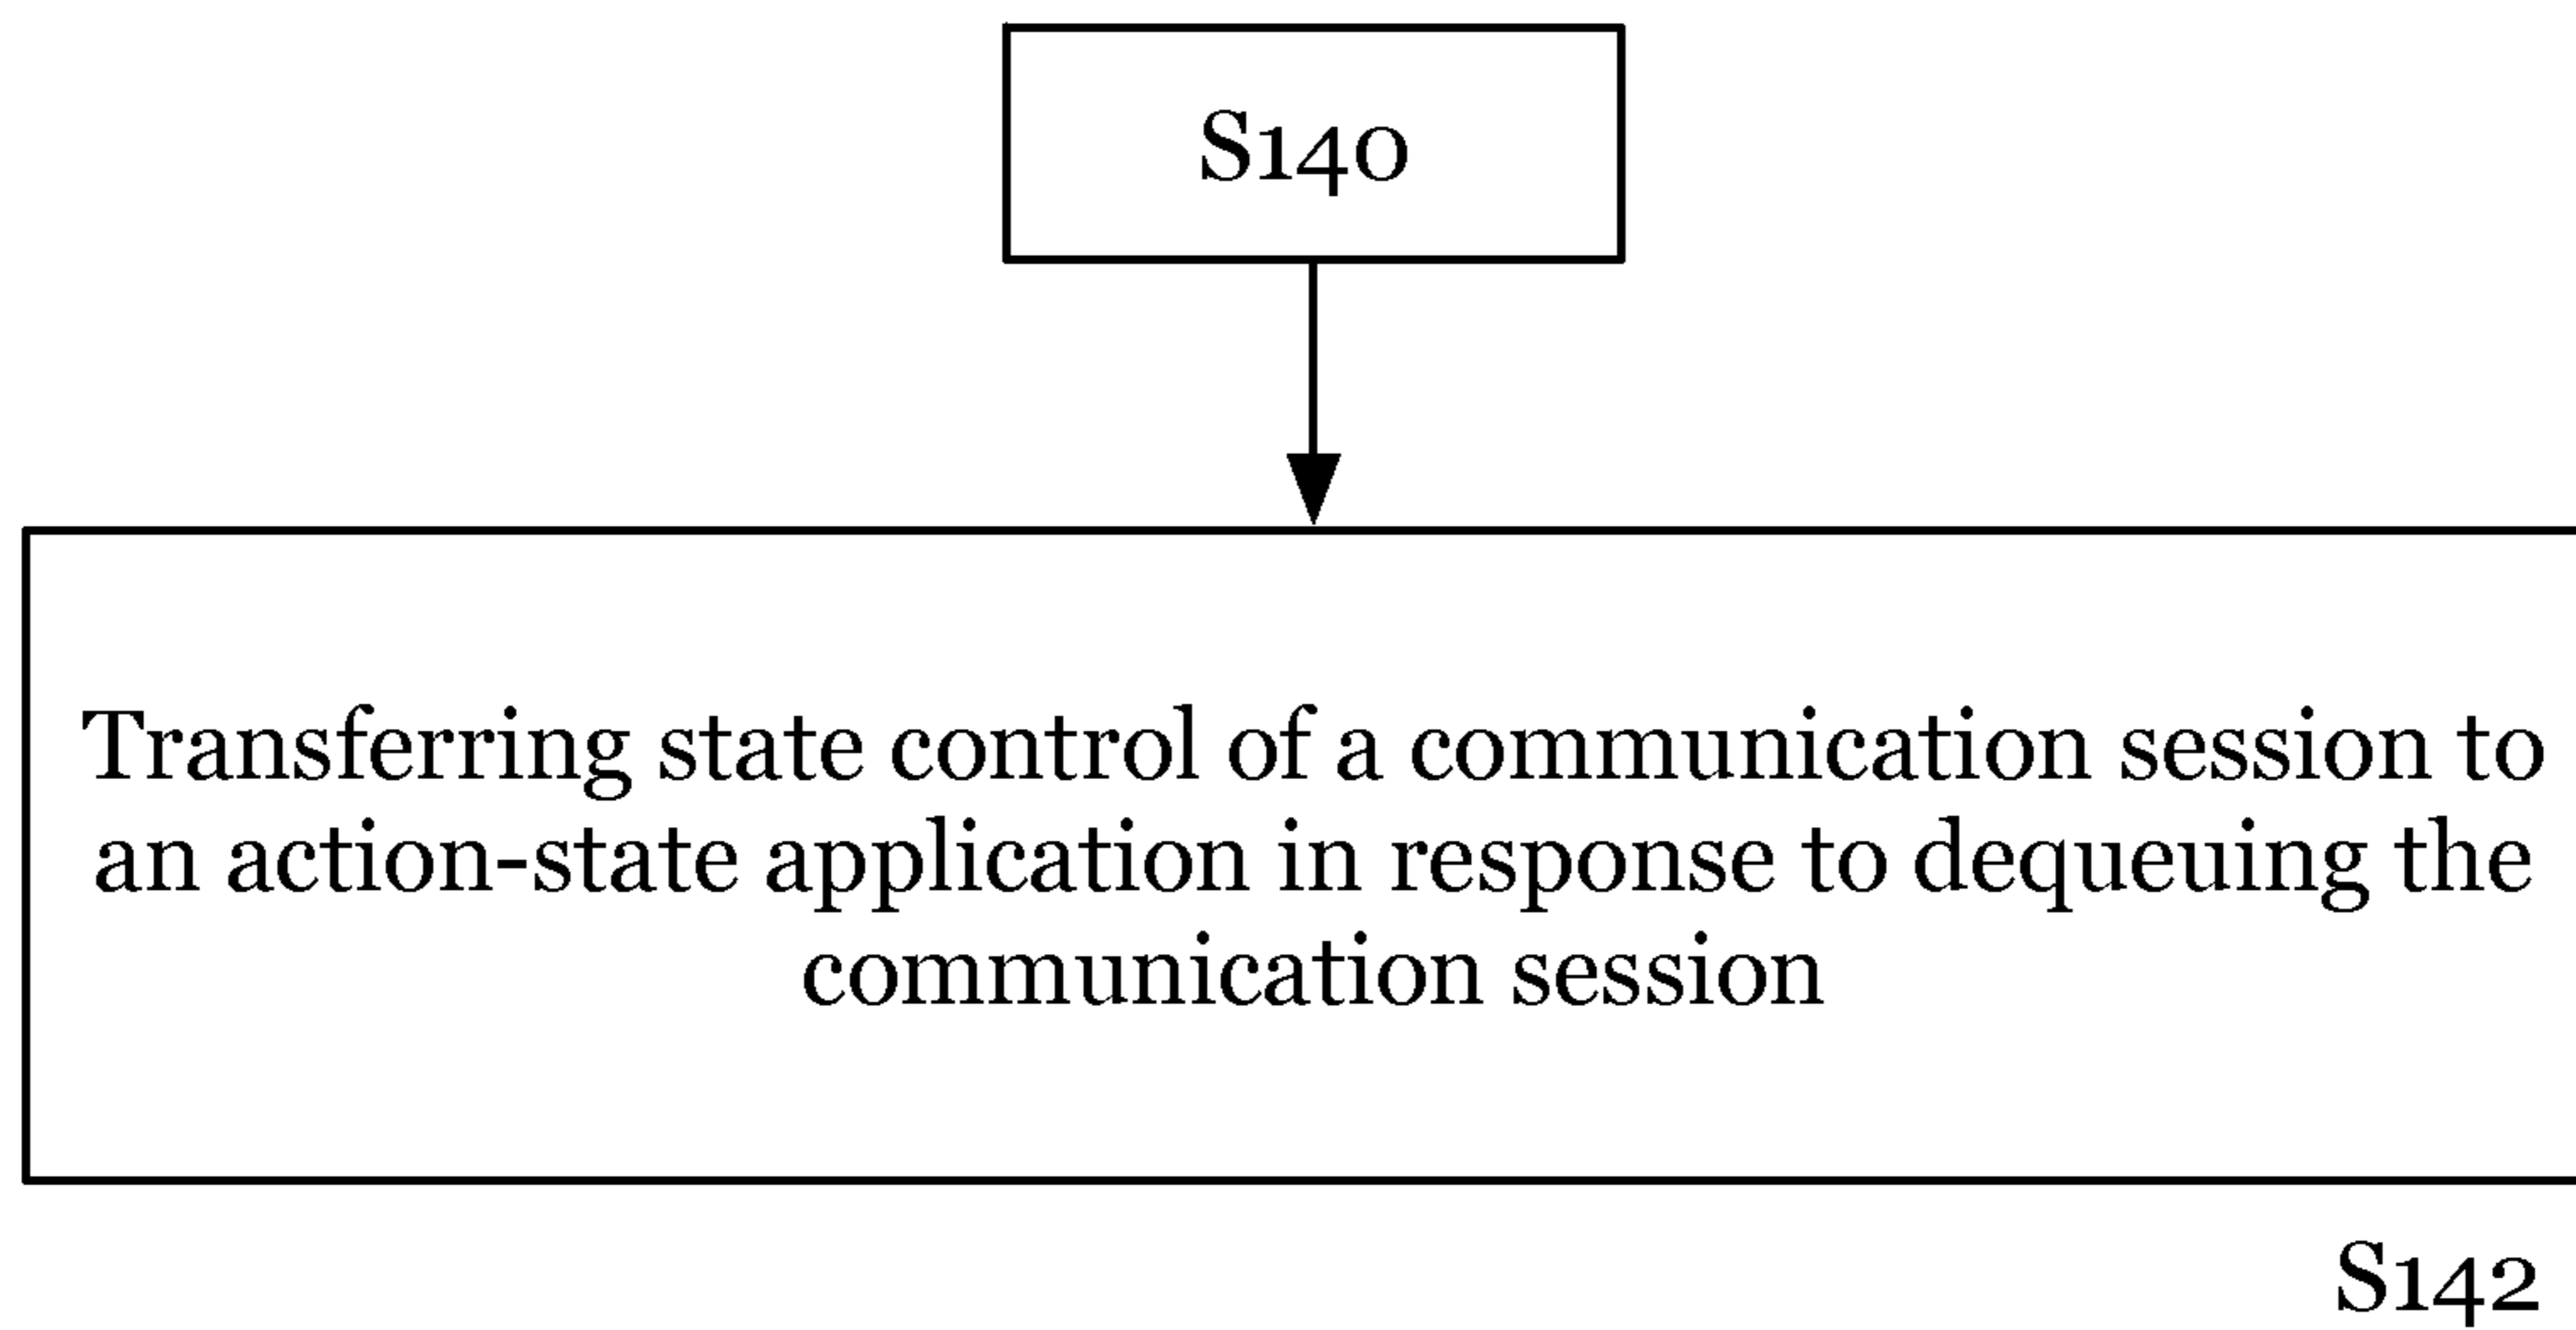 S140
Transferring state control of a communication session to
an action-state application in response to dequeuing the
communication session
S142